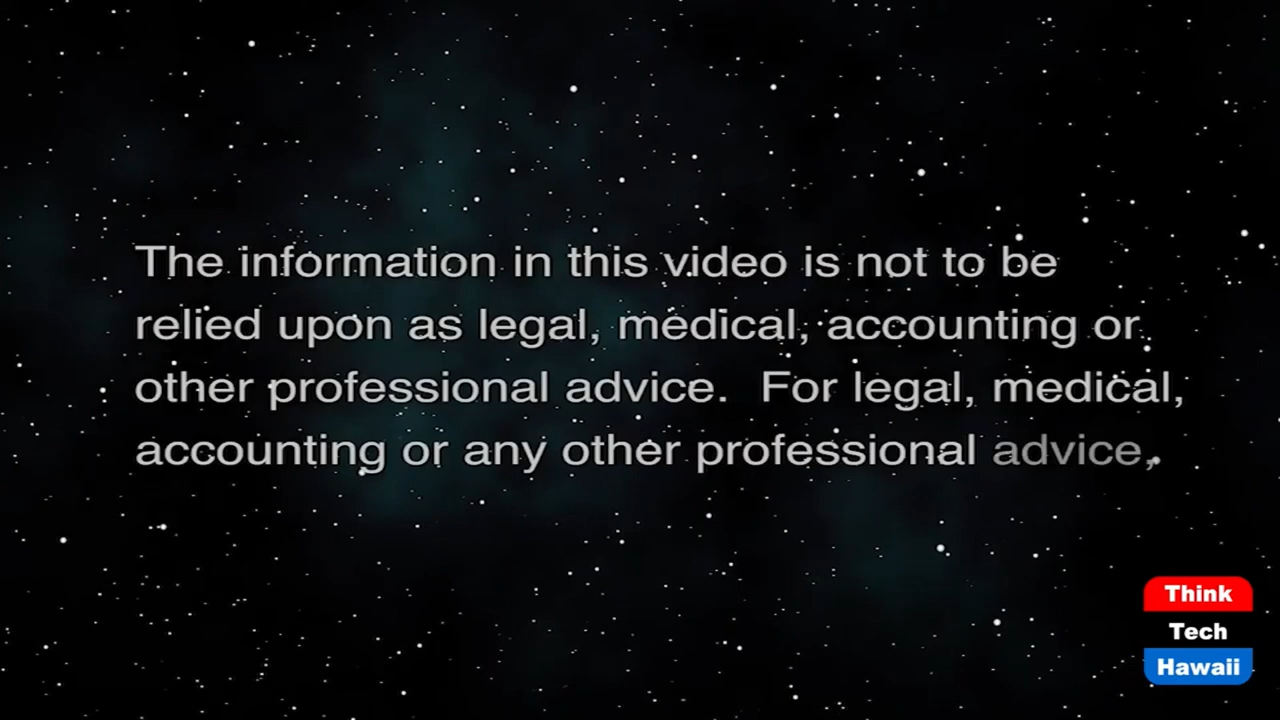 The information in this video is not to be
relied upon as legal, medical, accounting or
other professional advice.  For legal, medical,
accounting or any other professional advice,
Think
Tech
Hawaii